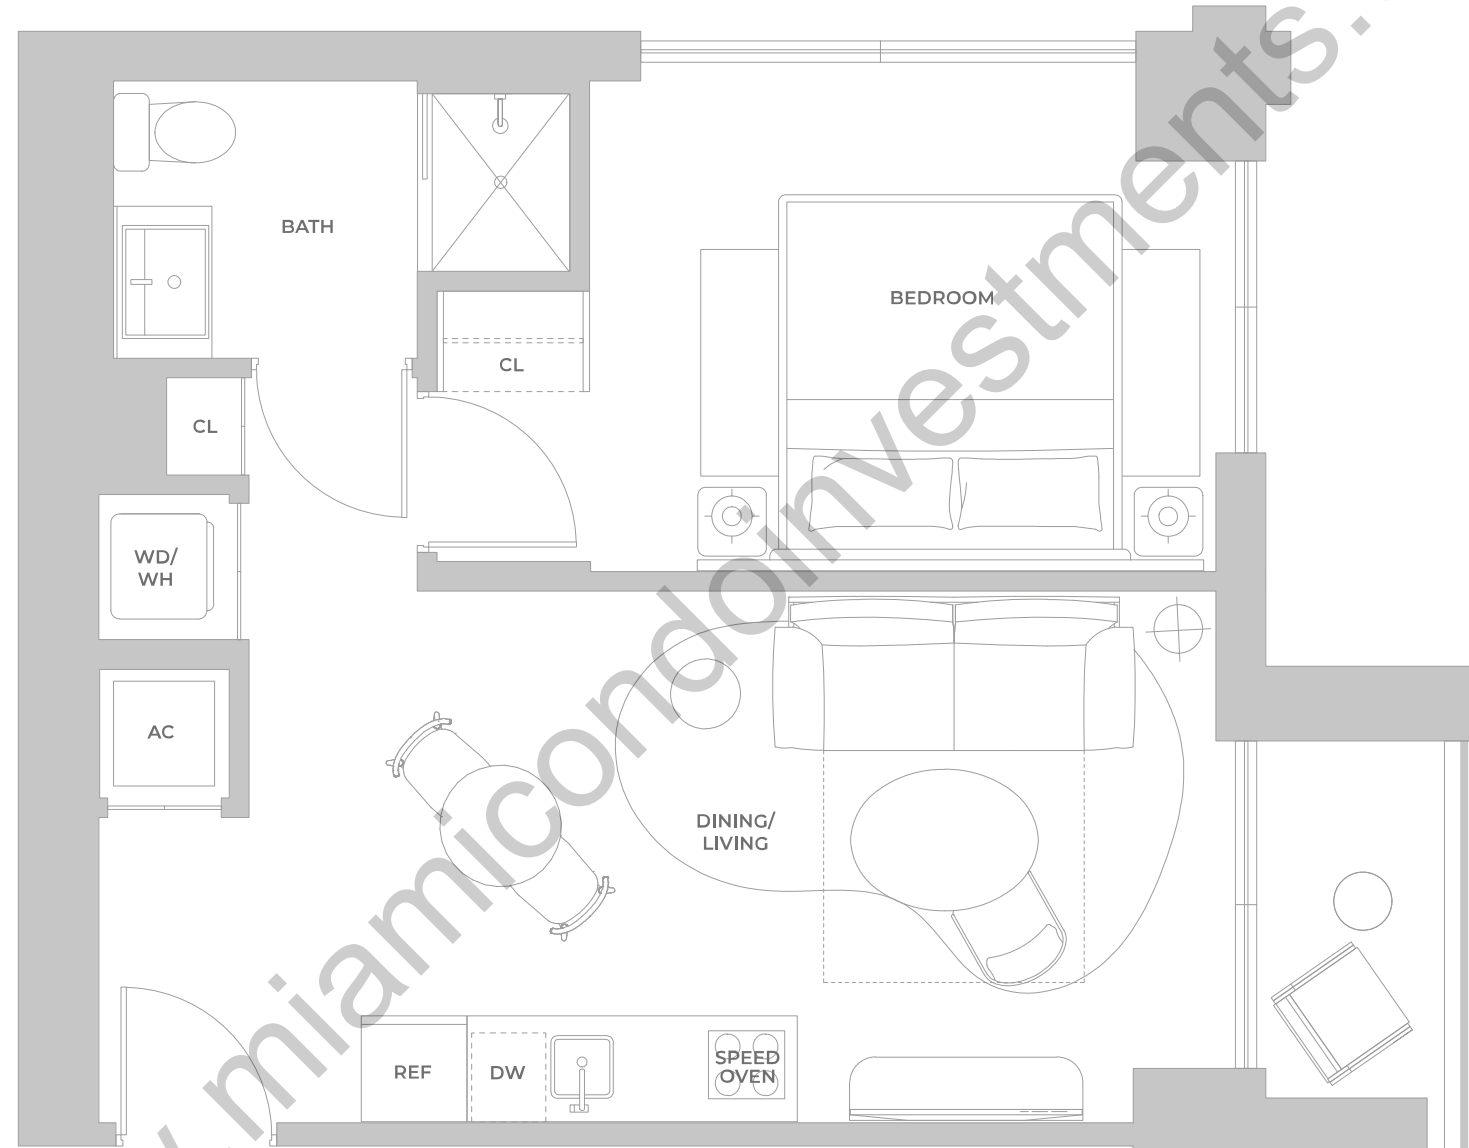 BATH
BEDROOM
CL
CL
WD/
WH
AC
DINING/
LIVING
REF
DW
SPEED
OVEN
.miamicondoinvestments.